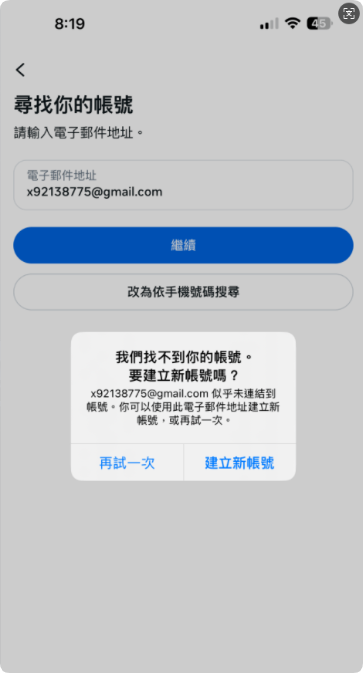 8:19
45
尋找你的帳號
請輸入電子郵件地址。
電子郵件地址
x92138775@gmail.com
繼續
改為依手機號碼搜尋
我們找不到你的帳號。
要建立新帳號嗎？
x92138775@gmail.com 似乎未連結到
帳號。你可以使用此電子郵件地址建立新
帳號，或再試一次。
再試一次
建立新帳號